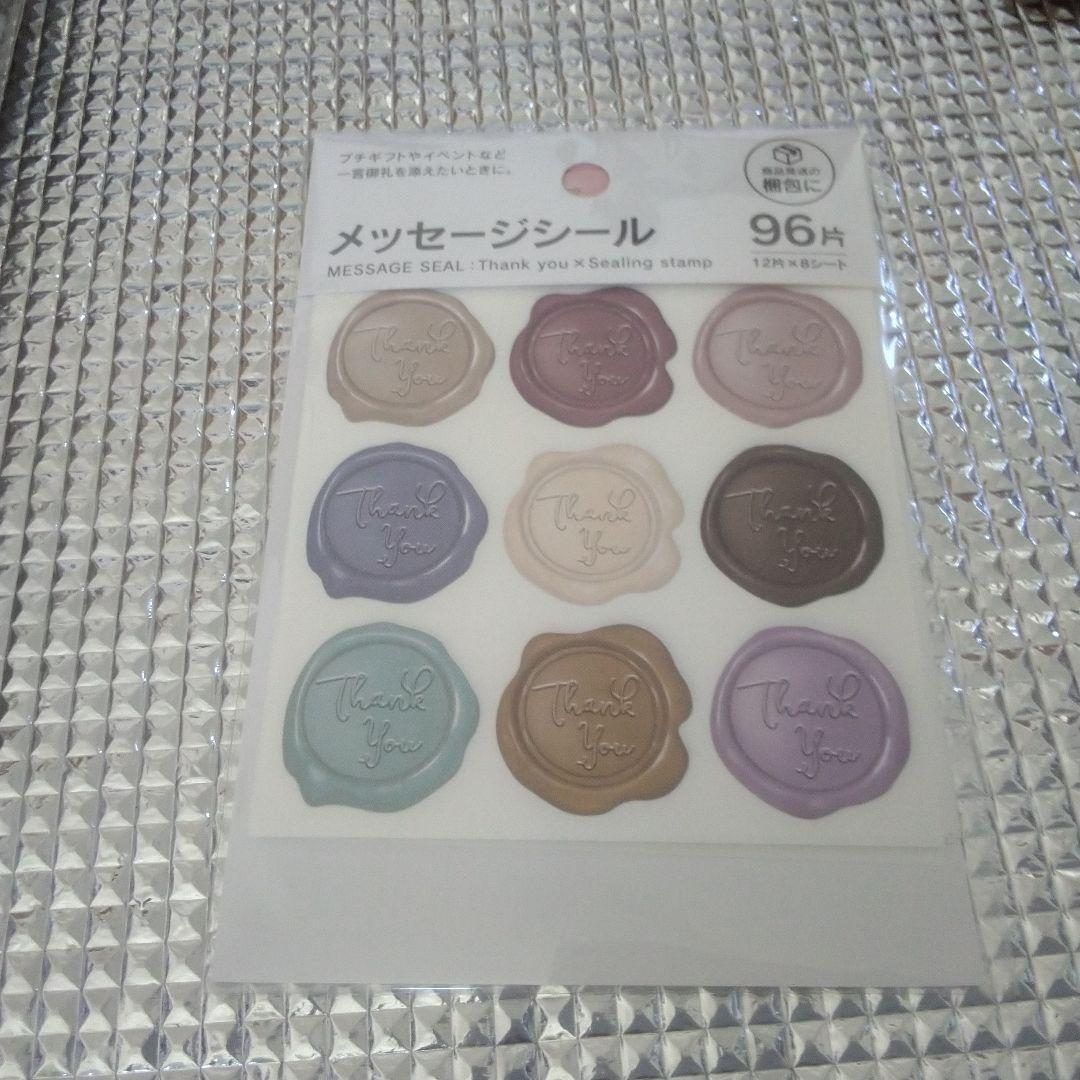 プチギフトやイベントなど
一言御礼を添えたいときに。
商品発送の
梱包に
メッセージシール
96片
MESSAGE SEAL:Thank you×Sealing stamp
12片×8シート
Thank
You
Thank
You
Thank
You
Thank
You
Thank
You
Thank
You
Thank
You
Thank
You
Thank
You